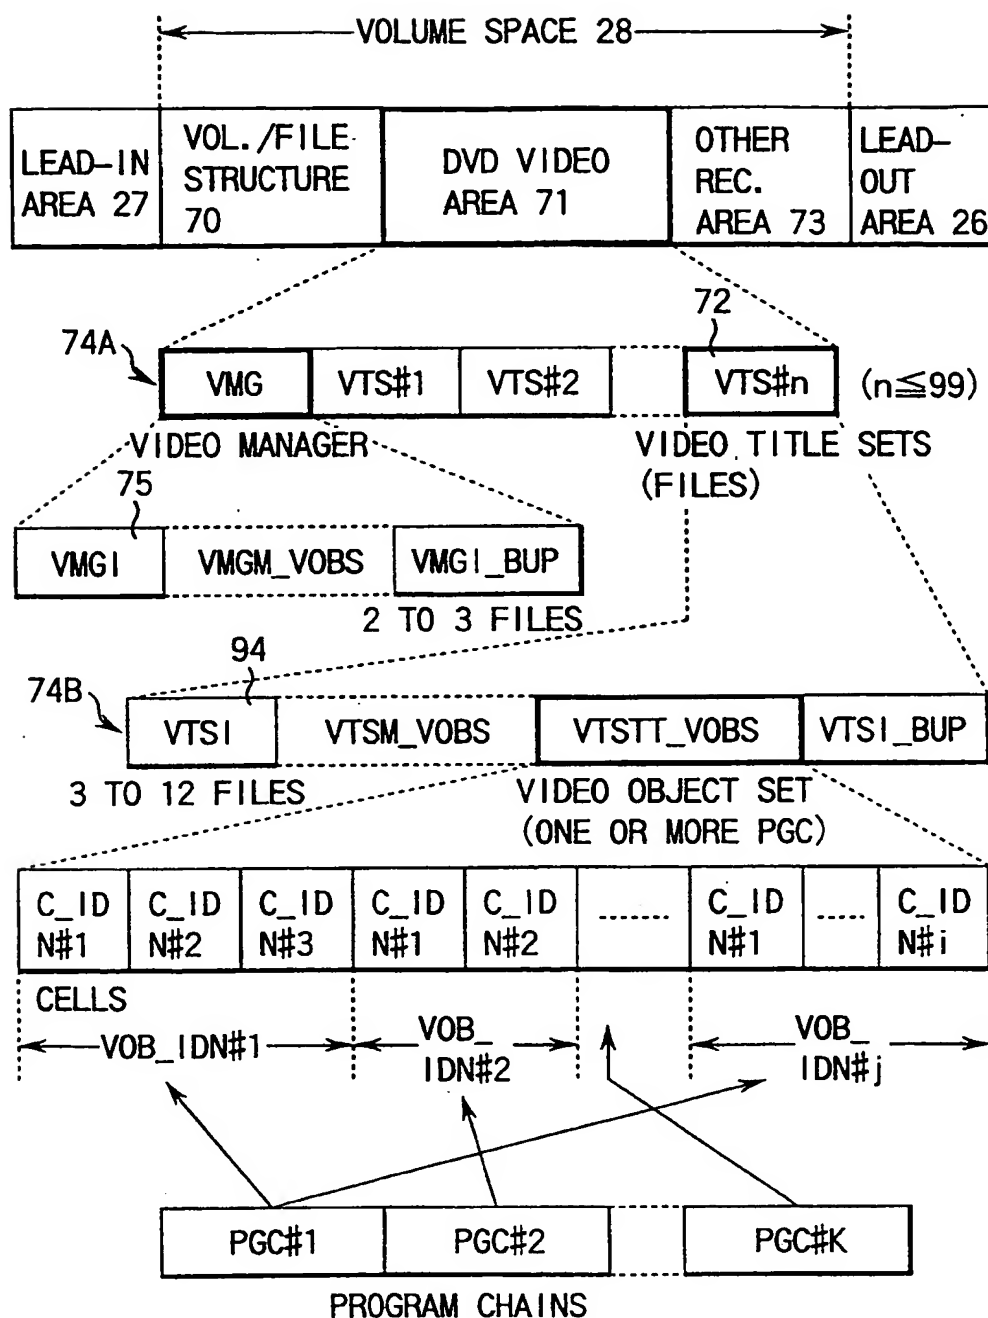 VOLUME SPACE 28
LEAD-IN
AREA 27
VOL./FILE
STRUCTURE
70
DVD VIDEO
AREA 71
OTHER
REC.
AREA 73
LEAD-
OUT
AREA 26
72
74A
VMG
VTS#1
VTS#2
VTS#n
(n≦99)
VIDEO MANAGER
VIDEO TITLE SETS
(FILES)
75
VMGI
VMGM_VOBS
VMGI_BUP
2 TO 3 FILES
94
74B
VTSI
VTSM_VOBS
VTSTT_VOBS
VTSI_BUP
3 TO 12 FILES
VIDEO OBJECT SET
(ONE OR MORE PGC)
C_ID
N#1
C_ID
N#2
C_ID
N#3
C_ID
N#1
C_ID
N#2
C_ID
N#1
C_ID
N#i
CELLS
VOB_IDN#1
VOB_
IDN#2
VOB_
IDN#j
PGC#1
PGC#2
PGC#K
PROGRAM CHAINS